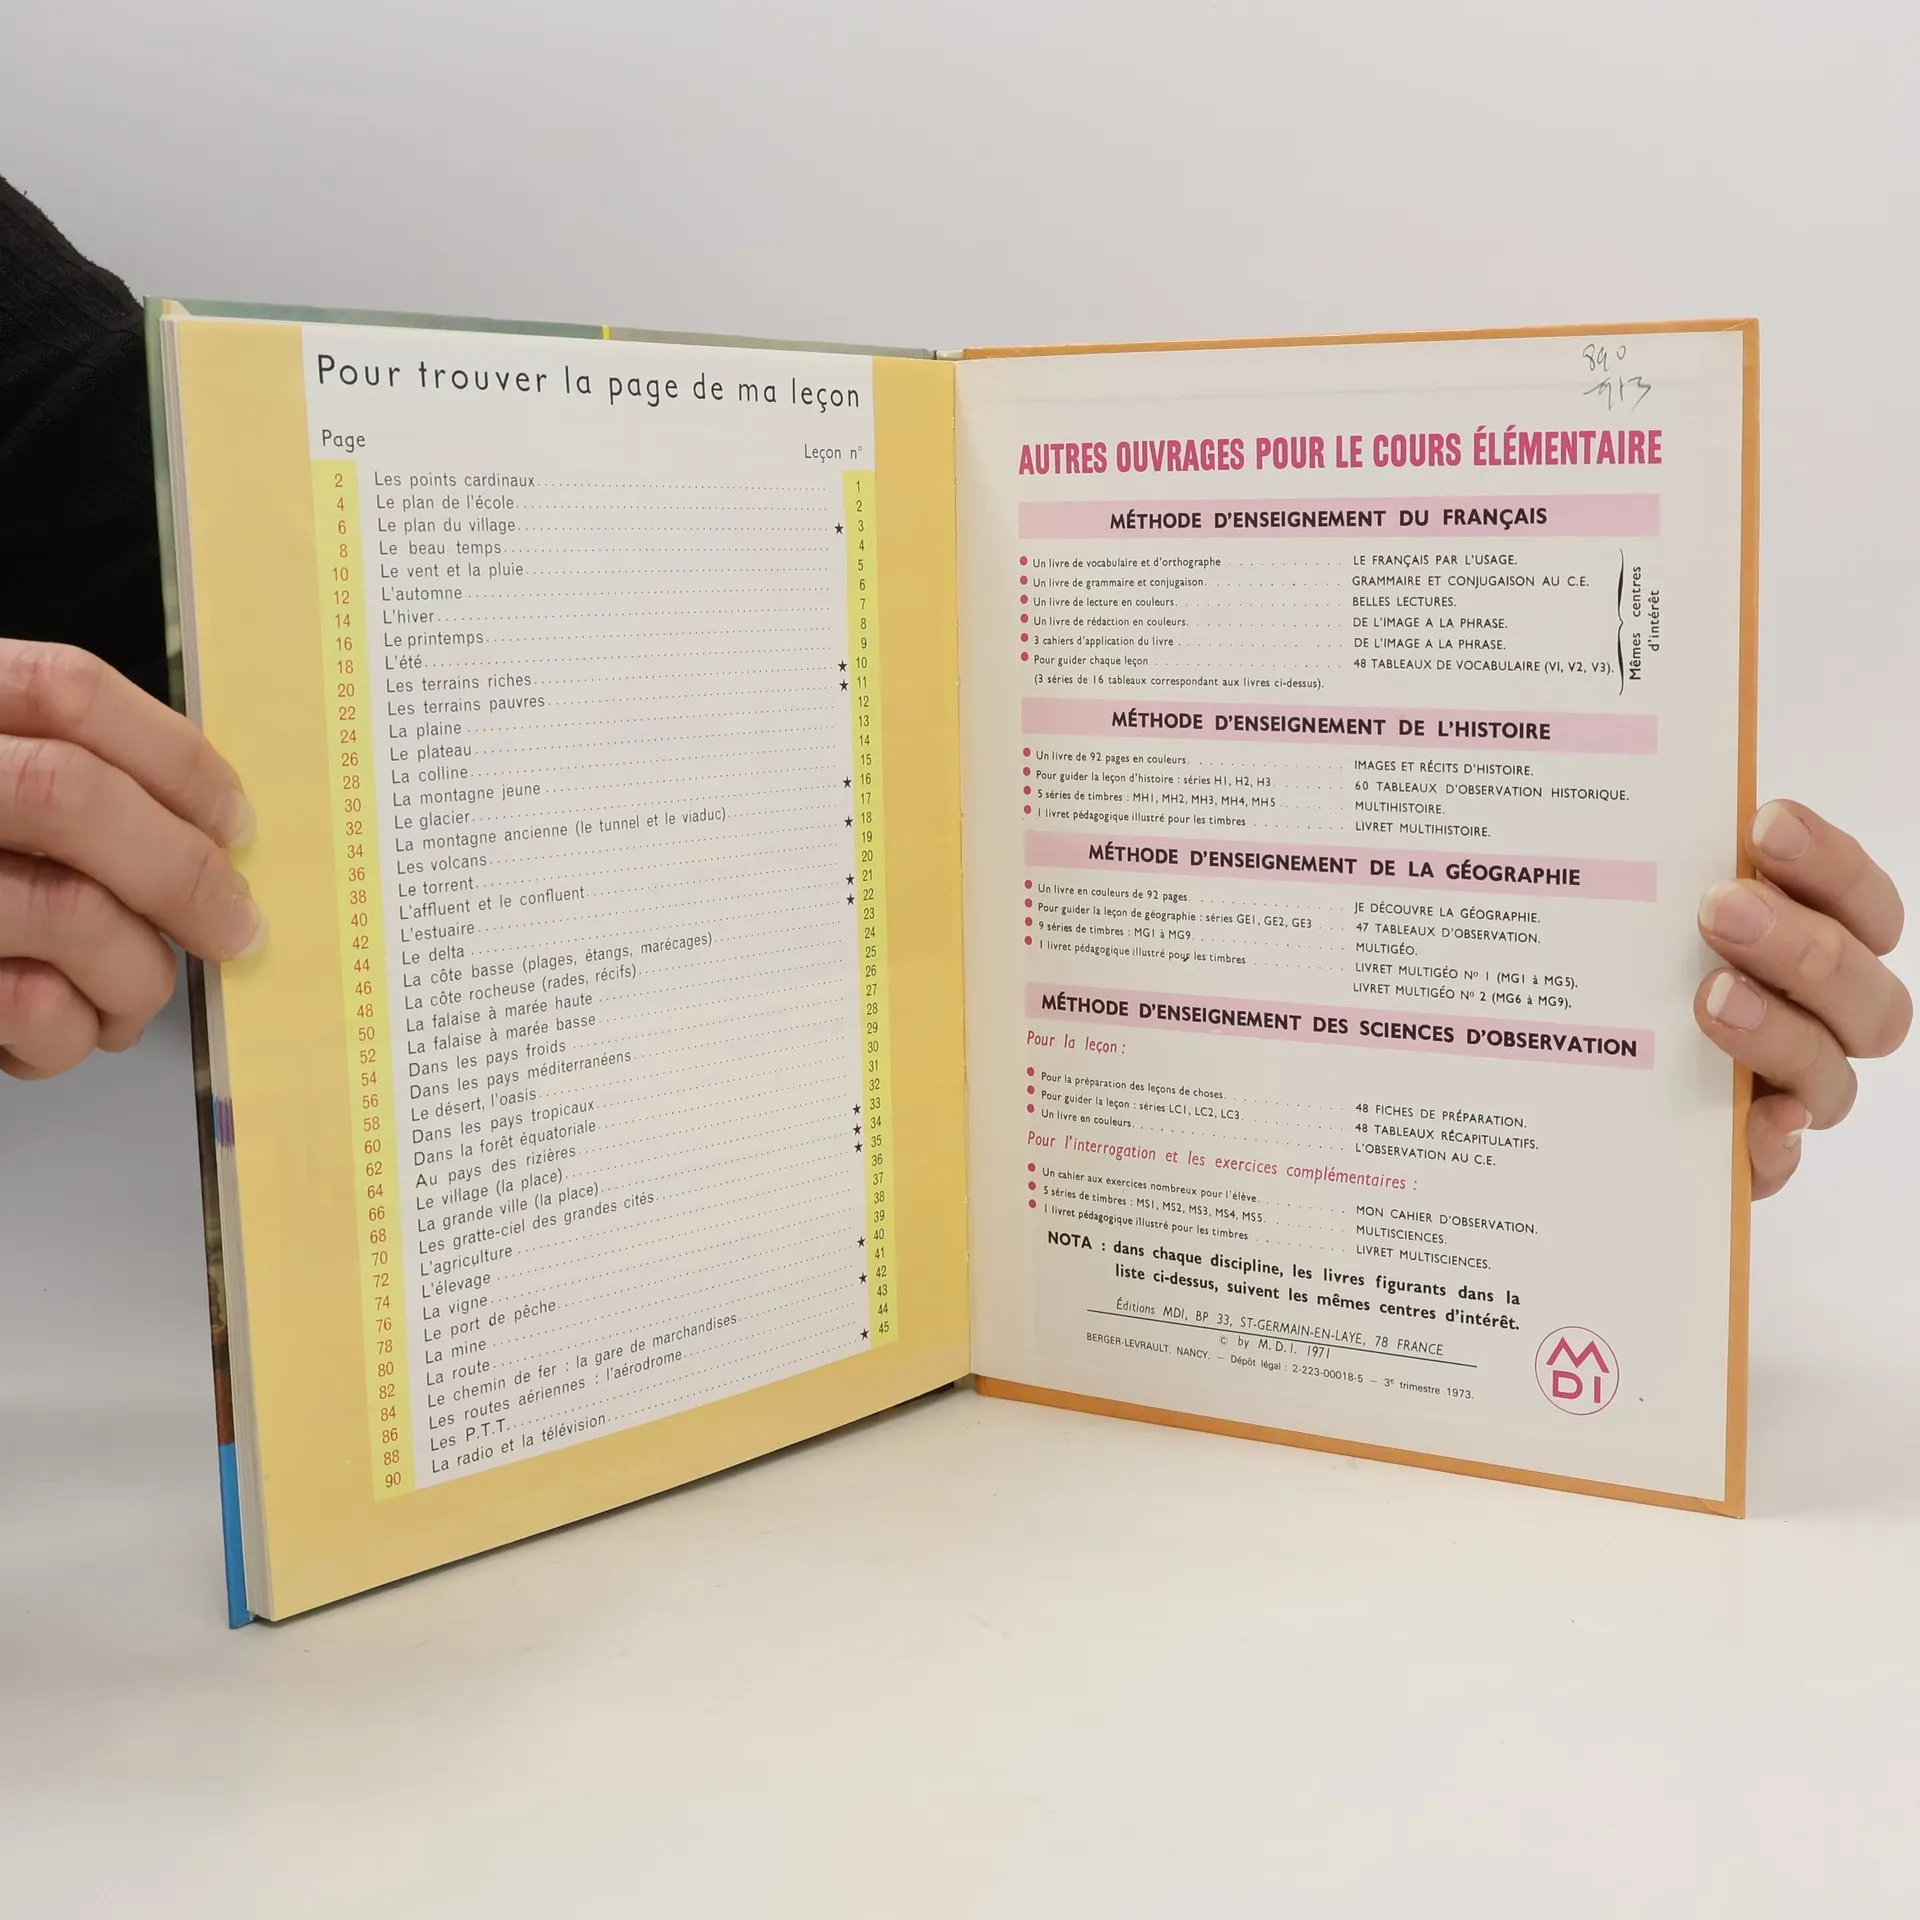 Pour trouver la page de ma leçon
Page Leçon n°
2 Les points cardinaux 1
4 Le plan de l'école 2
6 Le plan du village ★ 3
8 Le beau temps 4
10 Le vent et la pluie 5
12 L'automne 6
14 L'hiver 7
16 Le printemps 8
18 L'été 9
20 Les terrains riches ★ 10
22 Les terrains pauvres ★ 11
24 La plaine 12
26 Le plateau 13
28 La colline 14
30 La montagne jeune 15
32 Le glacier ★ 16
34 La montagne ancienne (le tunnel et le viaduc) 17
36 Les volcans ★ 18
38 Le torrent 19
40 L'affluent et le confluent 20
42 L'estuaire ★ 21
44 Le delta ★ 22
46 La côte basse (plages, étangs, marécages) 23
48 La côte rocheuse (rades, récifs) 24
50 La falaise à marée haute 25
52 La falaise à marée basse 26
54 Dans les pays froids 27
56 Dans les pays méditerranéens 28
58 Le désert, l'oasis 29
60 Dans les pays tropicaux 30
62 Dans la forêt équatoriale 31
64 Au pays des rizières 32
66 Le village (la place) ★ 33
68 La grande ville (la place) ★ 34
70 Les gratte-ciel des grandes cités ★ 35
72 L'agriculture 36
74 L'élevage 37
76 La vigne 38
78 Le port de pêche 39
80 La mine ★ 40
82 La route 41
84 Le chemin de fer : la gare de marchandises ★ 42
86 Les routes aériennes : l'aérodrome 43
88 Les P.T.T. 44
90 La radio et la télévision ★ 45
890
913
AUTRES OUVRAGES POUR LE COURS ÉLÉMENTAIRE
MÉTHODE D'ENSEIGNEMENT DU FRANÇAIS
● Un livre de vocabulaire et d'orthographe LE FRANÇAIS PAR L'USAGE.
● Un livre de grammaire et conjugaison. GRAMMAIRE ET CONJUGAISON AU C.E.
● Un livre de lecture en couleurs. BELLES LECTURES.
● Un livre de rédaction en couleurs. DE L'IMAGE A LA PHRASE.
● 3 cahiers d'application du livre DE L'IMAGE A LA PHRASE.
● Pour guider chaque leçon 48 TABLEAUX DE VOCABULAIRE (V1, V2, V3).
(3 séries de 16 tableaux correspondant aux livres ci-dessus).
Mêmes centres
d'intérêt
MÉTHODE D'ENSEIGNEMENT DE L'HISTOIRE
● Un livre de 92 pages en couleurs. IMAGES ET RÉCITS D'HISTOIRE.
● Pour guider la leçon d'histoire : séries H1, H2, H3 60 TABLEAUX D'OBSERVATION HISTORIQUE.
● 5 séries de timbres : MH1, MH2, MH3, MH4, MH5 MULTIHISTOIRE.
● 1 livret pédagogique illustré pour les timbres LIVRET MULTIHISTOIRE.
MÉTHODE D'ENSEIGNEMENT DE LA GÉOGRAPHIE
● Un livre en couleurs de 92 pages. JE DÉCOUVRE LA GÉOGRAPHIE.
● Pour guider la leçon de géographie : séries GE1, GE2, GE3 47 TABLEAUX D'OBSERVATION.
● 9 séries de timbres : MG1 à MG9. MULTIGÉO.
● 1 livret pédagogique illustré pour les timbres LIVRET MULTIGÉO Nº 1 (MG1 à MG5).
LIVRET MULTIGÉO Nº 2 (MG6 à MG9).
MÉTHODE D'ENSEIGNEMENT DES SCIENCES D'OBSERVATION
Pour la leçon :
● Pour la préparation des leçons de choses. 48 FICHES DE PRÉPARATION.
● Pour guider la leçon : séries LC1, LC2, LC3. 48 TABLEAUX RÉCAPITULATIFS.
● Un livre en couleurs. L'OBSERVATION AU C.E.
Pour l'interrogation et les exercices complémentaires :
● Un cahier aux exercices nombreux pour l'élève. MON CAHIER D'OBSERVATION.
● 5 séries de timbres : MS1, MS2, MS3, MS4, MS5. MULTISCIENCES.
● 1 livret pédagogique illustré pour les timbres LIVRET MULTISCIENCES.
NOTA : dans chaque discipline, les livres figurants dans la
liste ci-dessus, suivent les mêmes centres d'intérêt.
Éditions MDI, BP 33, ST-GERMAIN-EN-LAYE, 78 FRANCE
© by M.D.I. 1971
BERGER-LEVRAULT, NANCY. — Dépôt légal : 2-223-00018-5 — 3e trimestre 1973.
MDI